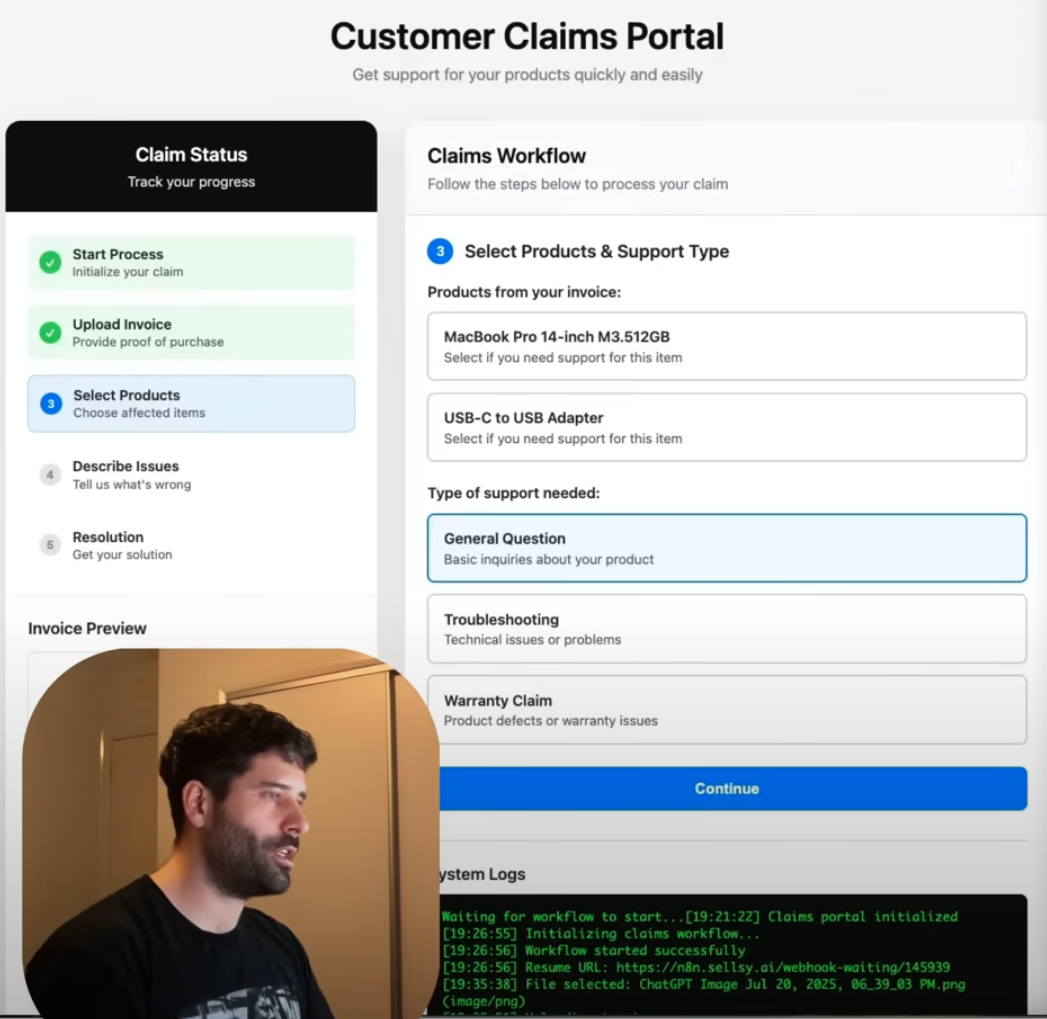 Customer Claims Portal
Get support for your products quickly and easily
Claim Status
Track your progress
Start Process
Initialize your claim
Upload Invoice
Provide proof of purchase
3
Select Products
Choose affected items
4
Describe Issues
Tell us what's wrong
5
Resolution
Get your solution
Invoice Preview
Claims Workflow
Follow the steps below to process your claim
3 Select Products & Support Type
Products from your invoice:
MacBook Pro 14-inch M3.512GB
Select if you need support for this item
USB-C to USB Adapter
Select if you need support for this item
Type of support needed:
General Question
Basic inquiries about your product
Troubleshooting
Technical issues or problems
Warranty Claim
Product defects or warranty issues
Continue
ystem Logs
Waiting for workflow to start...[19:21:22] Claims portal initialized
[19:26:55] Initializing claims workflow...
[19:26:56] Workflow started successfully
[19:26:56] Resume URL: https://n8n.sellsy.ai/webhook-waiting/145939
[19:35:38] File selected: ChatGPT Image Jul 20, 2025, 06_39_03 PM.png
(image/png)